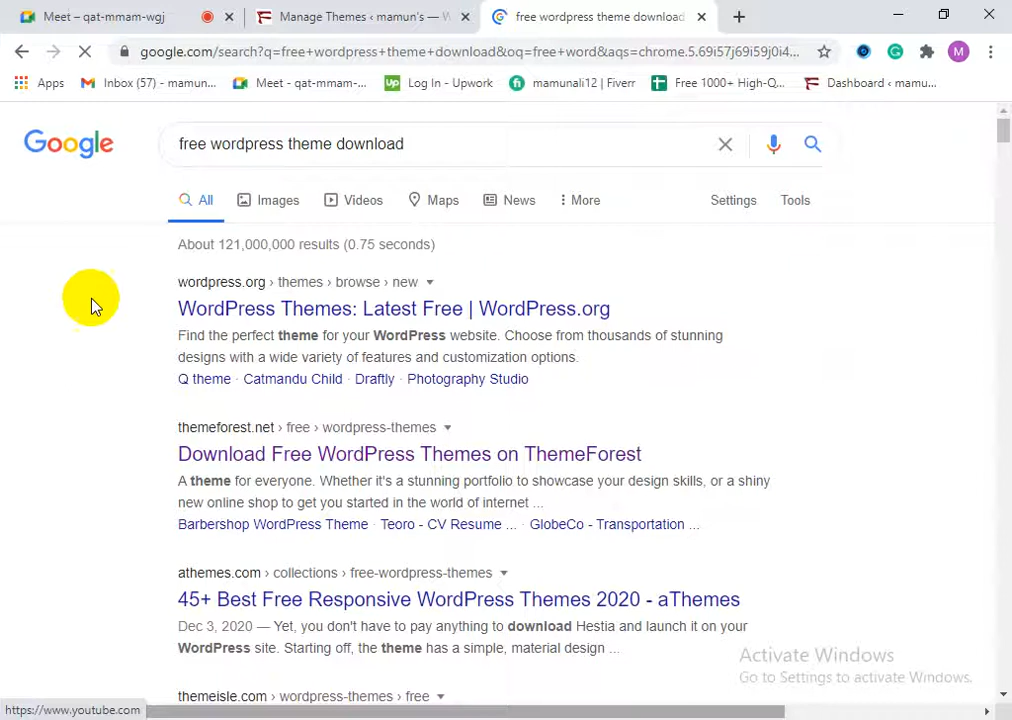 Meet – qat-mmam-wgj
Manage Themes ‹ mamun's — W
free wordpress theme download
google.com/search?q=free+wordpress+theme+download&oq=free+word&aqs=chrome.5.69i57j69i59j0i4...
M
Apps
Inbox (57) - mamun...
Meet - qat-mmam-...
Up
Log In - Upwork
fi
mamunali12 | Fiverr
Free 1000+ High-Q...
Dashboard ‹ mamu...
Google
free wordpress theme download
All
Images
Videos
Maps
News
More
Settings
Tools
About 121,000,000 results (0.75 seconds)
wordpress.org › themes › browse › new
WordPress Themes: Latest Free | WordPress.org
Find the perfect theme for your WordPress website. Choose from thousands of stunning
designs with a wide variety of features and customization options.
Q theme · Catmandu Child · Draftly · Photography Studio
themeforest.net › free › wordpress-themes
Download Free WordPress Themes on ThemeForest
A theme for everyone. Whether it's a stunning portfolio to showcase your design skills, or a shiny
new online shop to get you started in the world of internet ...
Barbershop WordPress Theme · Teoro - CV Resume ... · GlobeCo - Transportation ...
athemes.com › collections › free-wordpress-themes
45+ Best Free Responsive WordPress Themes 2020 - aThemes
Dec 3, 2020 — Yet, you don't have to pay anything to download Hestia and launch it on your
WordPress site. Starting off, the theme has a simple, material design ...
Activate Windows
Go to Settings to activate Windows.
themeisle.com › wordpress-themes › free
https://www.youtube.com